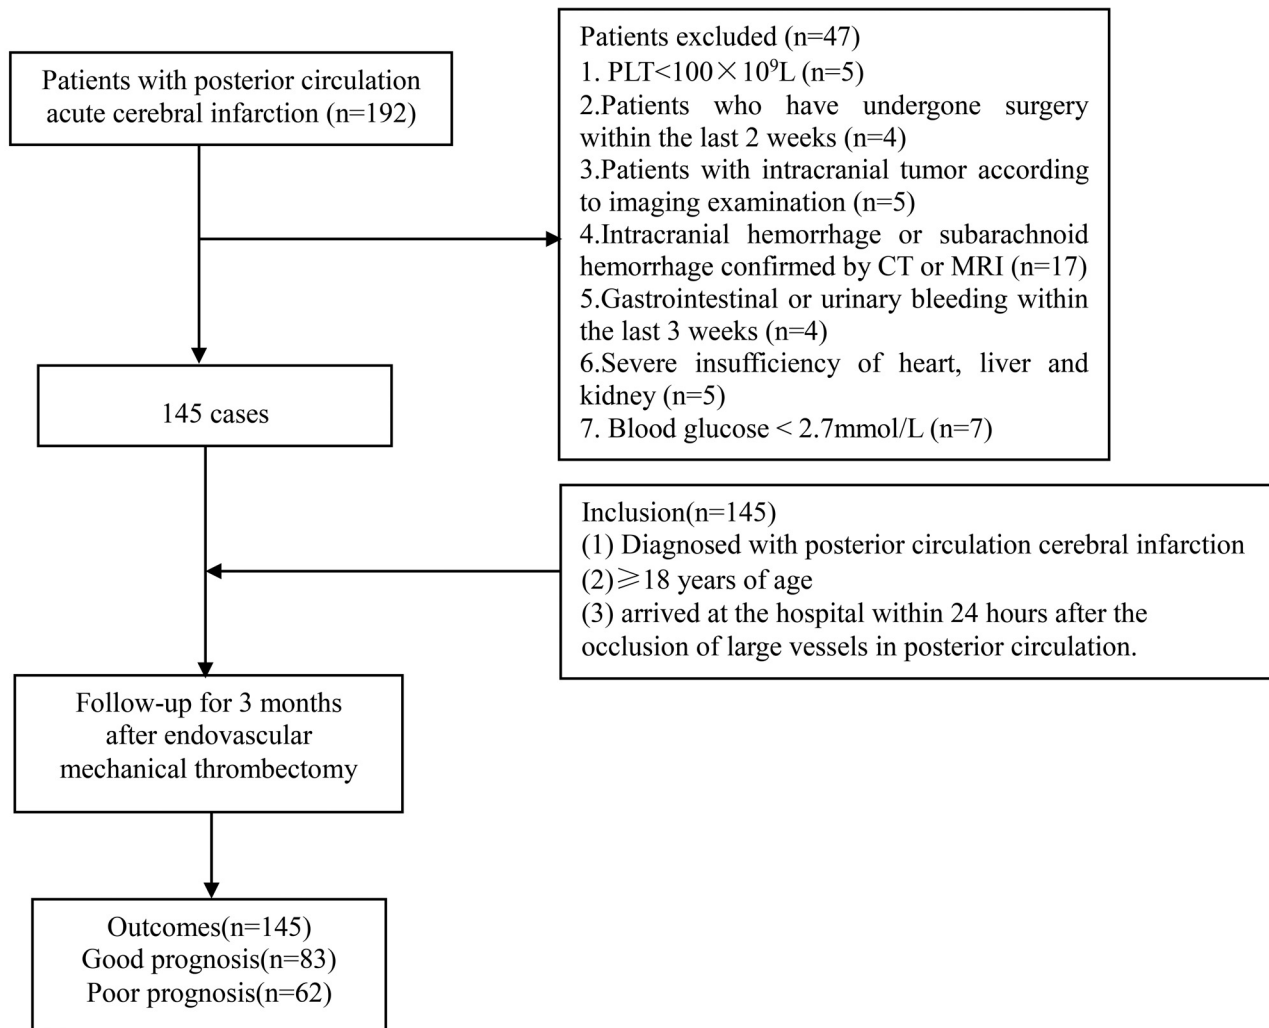 Patients with posterior circulation
acute cerebral infarction (n=192)
Patients excluded (n=47)
1. PLT<100×10⁹L (n=5)
2.Patients who have undergone surgery
within the last 2 weeks (n=4)
3.Patients with intracranial tumor according
to imaging examination (n=5)
4.Intracranial hemorrhage or subarachnoid
hemorrhage confirmed by CT or MRI (n=17)
5.Gastrointestinal or urinary bleeding within
the last 3 weeks (n=4)
6.Severe insufficiency of heart, liver and
kidney (n=5)
7. Blood glucose < 2.7mmol/L (n=7)
145 cases
Inclusion(n=145)
(1) Diagnosed with posterior circulation cerebral infarction
(2)⩾18 years of age
(3) arrived at the hospital within 24 hours after the
occlusion of large vessels in posterior circulation.
Follow-up for 3 months
after endovascular
mechanical thrombectomy
Outcomes(n=145)
Good prognosis(n=83)
Poor prognosis(n=62)